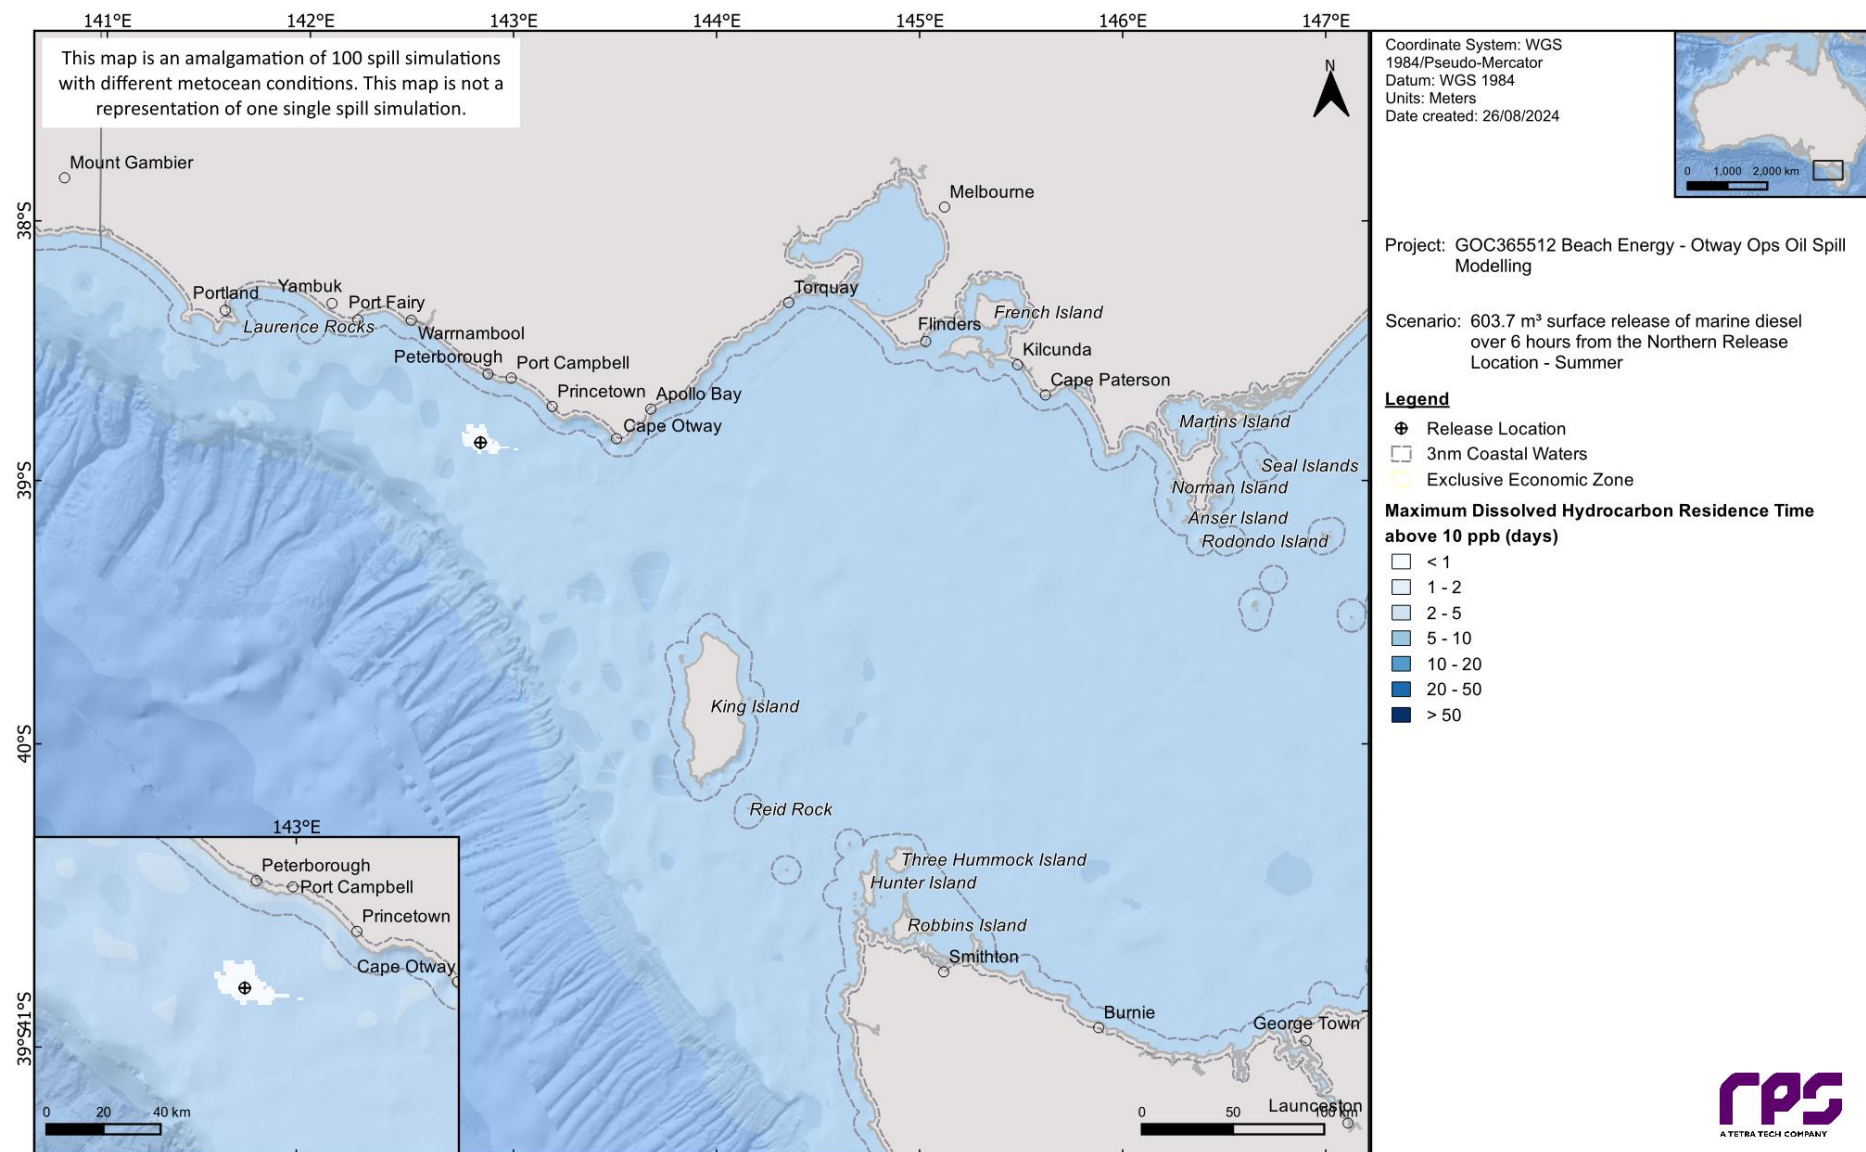 141°E 142°E 143°E 144°E 145°E 146°E 147°E
This map is an amalgamation of 100 spill simulations
with different metocean conditions. This map is not a
representation of one single spill simulation.
N
Mount Gambier
Melbourne
38°S
Portland
Yambuk
Port Fairy
Laurence Rocks
Warrnambool
Torquay
French Island
Flinders
Kilcunda
Peterborough
Port Campbell
Cape Paterson
Princetown
Apollo Bay
Cape Otway
Martins Island
Seal Islands
39°S
Norman Island
Anser Island
Rodondo Island
King Island
40°S
Reid Rock
Three Hummock Island
Hunter Island
Robbins Island
Smithton
Burnie
George Town
41°S
Launceston
0 50 100 km
143°E
Peterborough
Port Campbell
Princetown
Cape Otway
39°S
0 20 40 km
Coordinate System: WGS
1984/Pseudo-Mercator
Datum: WGS 1984
Units: Meters
Date created: 26/08/2024
0 1,000 2,000 km
Project: GOC365512 Beach Energy - Otway Ops Oil Spill
Modelling
Scenario: 603.7 m³ surface release of marine diesel
over 6 hours from the Northern Release
Location - Summer
Legend
Release Location
3nm Coastal Waters
Exclusive Economic Zone
Maximum Dissolved Hydrocarbon Residence Time
above 10 ppb (days)
< 1
1 - 2
2 - 5
5 - 10
10 - 20
20 - 50
> 50
rps
A TETRA TECH COMPANY